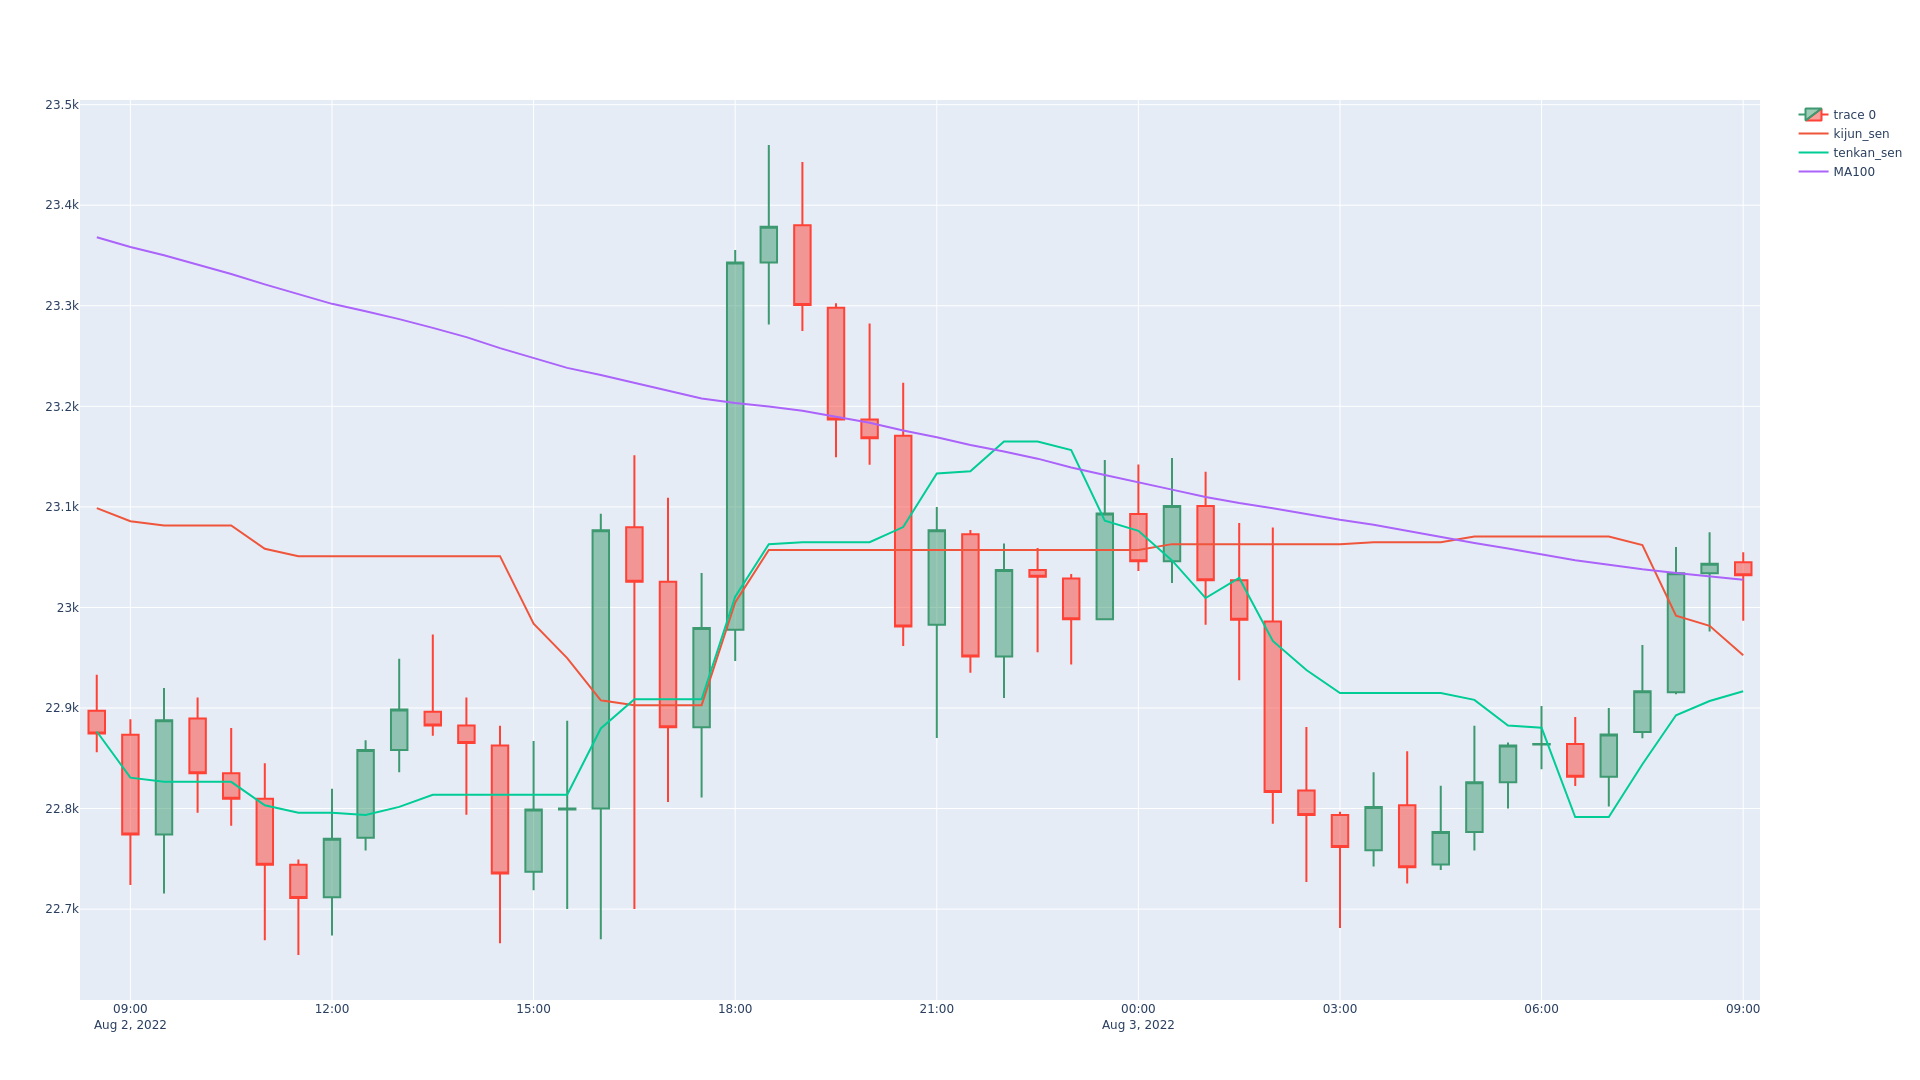 23.5k
23.4k
23.3k
23.2k
23.1k
23k
22.9k
22.8k
22.7k
09:00 12:00 15:00 18:00 21:00 00:00 03:00 06:00 09:00
Aug 2, 2022 Aug 3, 2022
trace 0
kijun_sen
tenkan_sen
MA100